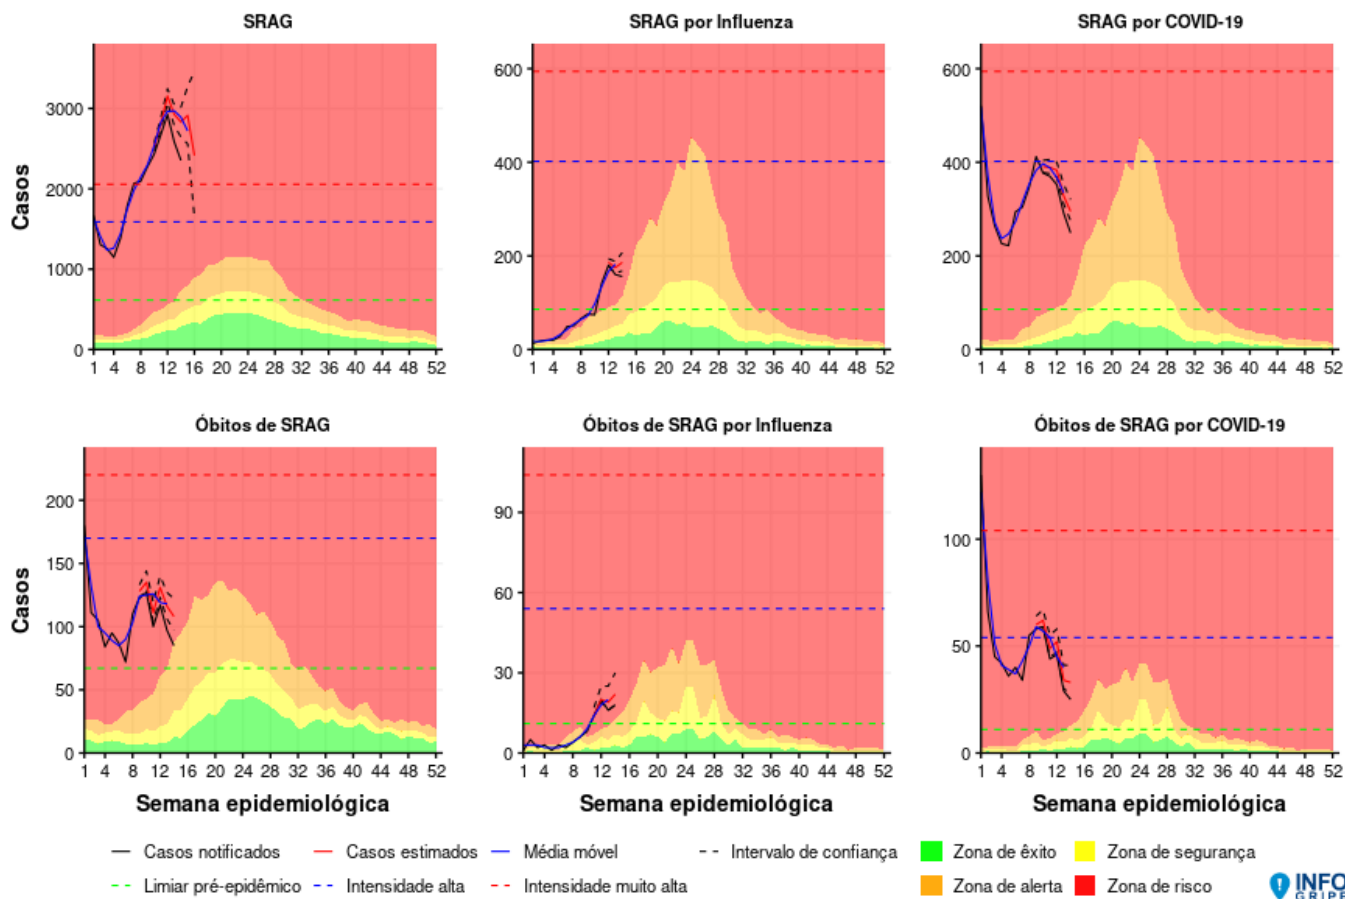 SRAG
SRAG por Influenza
SRAG por COVID-19
Casos
3000
2000
1000
0
1 4 8 12 16 20 24 28 32 36 40 44 48 52
600
400
200
0
1 4 8 12 16 20 24 28 32 36 40 44 48 52
600
400
200
0
1 4 8 12 16 20 24 28 32 36 40 44 48 52
Óbitos de SRAG
Óbitos de SRAG por Influenza
Óbitos de SRAG por COVID-19
Casos
200
150
100
50
0
1 4 8 12 16 20 24 28 32 36 40 44 48 52
90
60
30
0
1 4 8 12 16 20 24 28 32 36 40 44 48 52
100
50
0
1 4 8 12 16 20 24 28 32 36 40 44 48 52
Semana epidemiológica
Semana epidemiológica
Semana epidemiológica
Casos notificados
Casos estimados
Média móvel
Intervalo de confiança
Zona de êxito
Zona de segurança
Limiar pré-epidêmico
Intensidade alta
Intensidade muito alta
Zona de alerta
Zona de risco
INFO
GRIPE